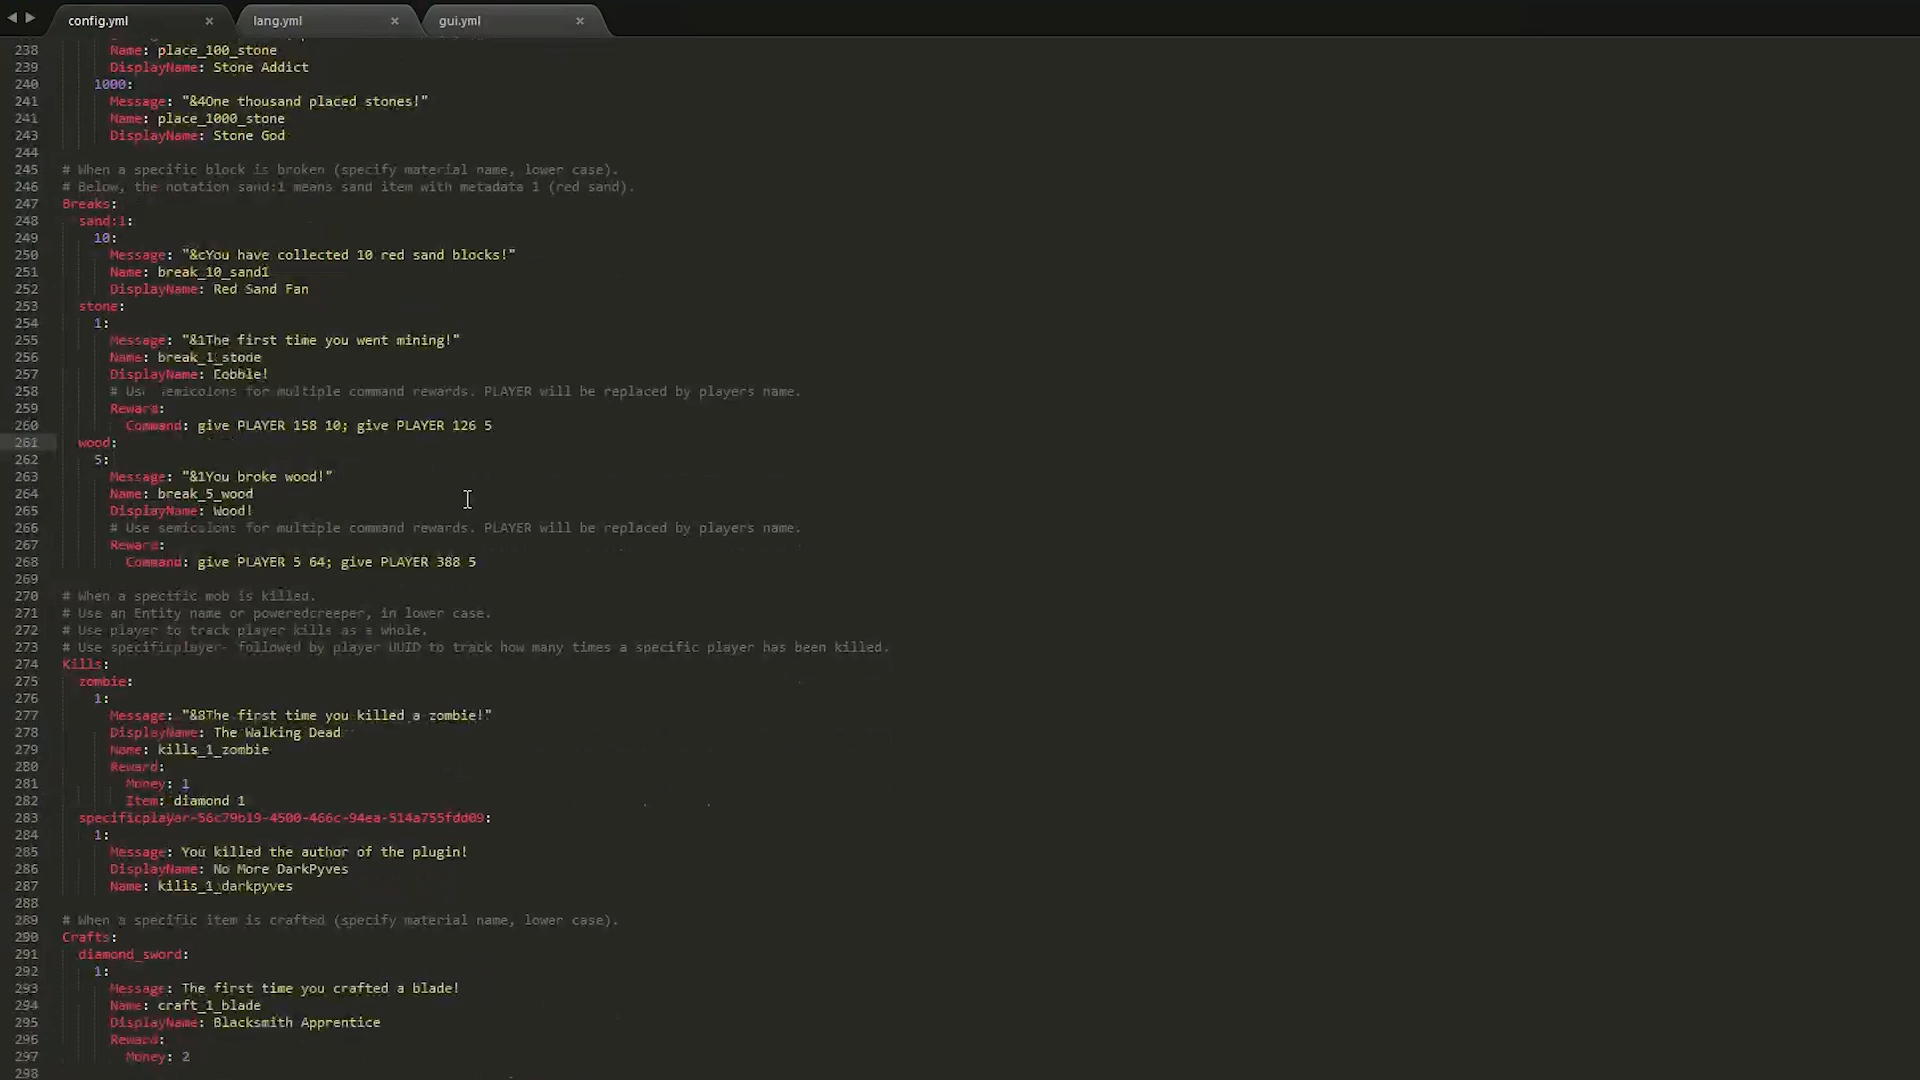 config.yml × lang.yml × gui.yml ×
238 Name: place_100_stone
239 DisplayName: Stone Addict
240 1000:
241 Message: "&4One thousand placed stones!"
241 Name: place_1000_stone
243 DisplayName: Stone God
244
245 # When a specific block is broken (specify material name, lower case).
246 # Below, the notation sand:1 means sand item with metadata 1 (red sand).
247 Breaks:
248 sand:1:
249 10:
250 Message: "&cYou have collected 10 red sand blocks!"
251 Name: break_10_sand1
252 DisplayName: Red Sand Fan
253 stone:
254 1:
255 Message: "&1The first time you went mining!"
256 Name: break_1_stone
257 DisplayName: Eobble!
258 # Use semicolons for multiple command rewards. PLAYER will be replaced by players name.
259 Reward:
260 Command: give PLAYER 158 10; give PLAYER 126 5
261 wood:
262 5:
263 Message: "&1You broke wood!"
264 Name: break_5_wood
265 DisplayName: Wood!
266 # Use semicolons for multiple command rewards. PLAYER will be replaced by players name.
267 Reward:
268 Command: give PLAYER 5 64; give PLAYER 388 5
269
270 # When a specific mob is killed.
271 # Use an Entity name or poweredcreeper, in lower case.
272 # Use player to track player kills as a whole.
273 # Use specificplayer- followed by player UUID to track how many times a specific player has been killed.
274 Kills:
275 zombie:
276 1:
277 Message: "&8The first time you killed a zombie!"
278 DisplayName: The Walking Dead
279 Name: kills_1_zombie
280 Reward:
281 Money: 1
282 Item: diamond 1
283 specificplayer-56c79b19-4500-466c-94ea-514a755fdd09:
284 1:
285 Message: You killed the author of the plugin!
286 DisplayName: No More DarkPyves
287 Name: kills_1_darkpyves
288
289 # When a specific item is crafted (specify material name, lower case).
290 Crafts:
291 diamond_sword:
292 1:
293 Message: The first time you crafted a blade!
294 Name: craft_1_blade
295 DisplayName: Blacksmith Apprentice
296 Reward:
297 Money: 2
298